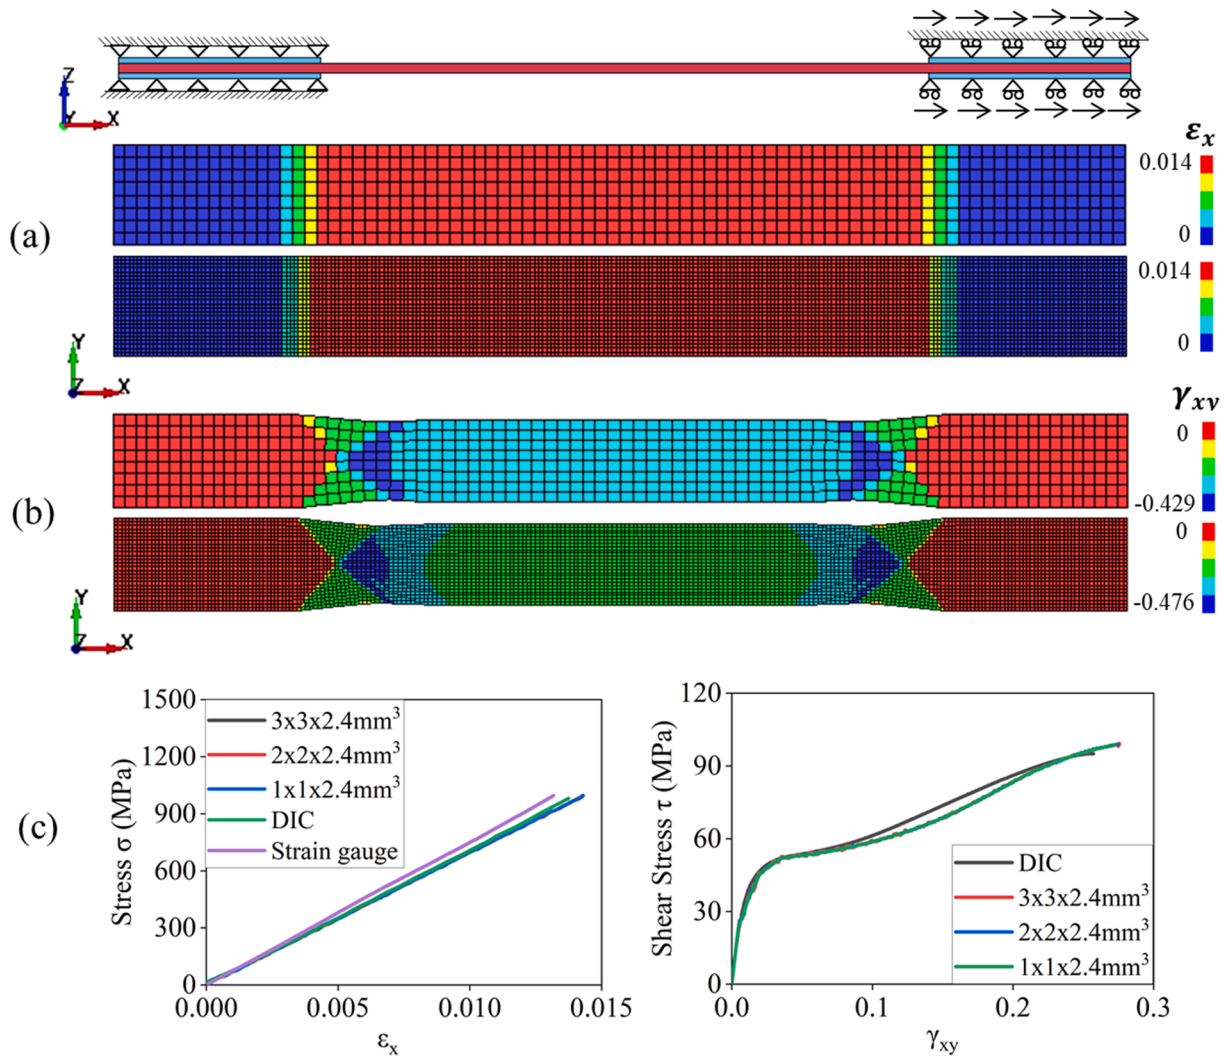 Z
Y X
εx
0.014
0
(a)
0.014
0
Y
Z X
γxy
0
-0.429
(b)
0
-0.476
Y
Z X
(c)
1500
1200
900
600
300
0
Stress σ (MPa)
3x3x2.4mm³
2x2x2.4mm³
1x1x2.4mm³
DIC
Strain gauge
0.000 0.005 0.010 0.015
εx
120
90
60
30
0
Shear Stress τ (MPa)
DIC
3x3x2.4mm³
2x2x2.4mm³
1x1x2.4mm³
0.0 0.1 0.2 0.3
γxy